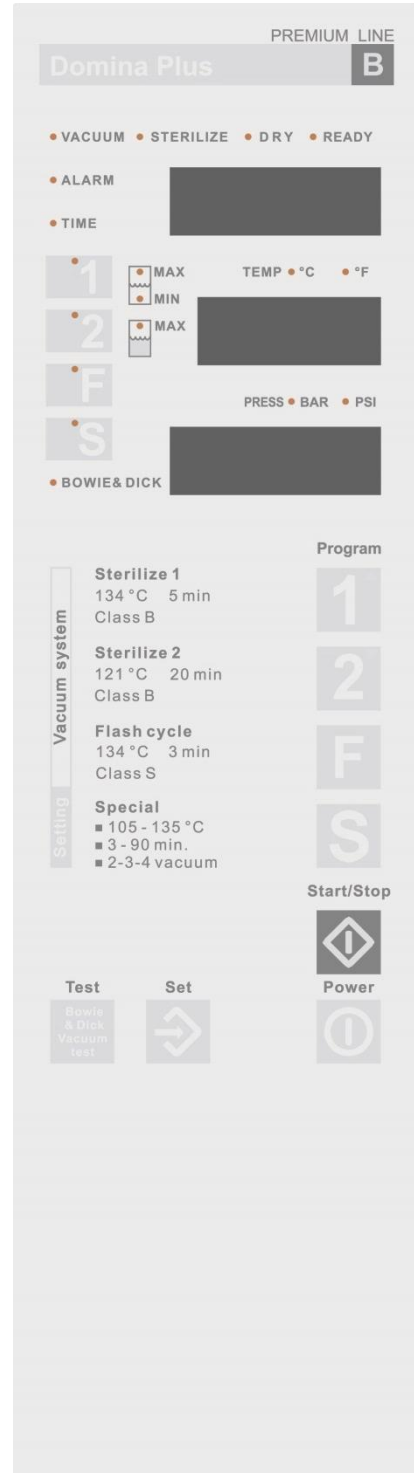 PREMIUM LINE
Domina Plus B
VACUUM STERILIZE DRY READY
ALARM
TIME
1
2
F
S
MAX
MIN
MAX
TEMP °C °F
PRESS BAR PSI
BOWIE & DICK
Program
Vacuum system
Setting
Sterilize 1
134 °C 5 min
Class B
1
Sterilize 2
121 °C 20 min
Class B
2
Flash cycle
134 °C 3 min
Class S
F
Special
■ 105 - 135 °C
■ 3 - 90 min.
■ 2-3-4 vacuum
S
Start/Stop
Test Set Power
Bowie
& Dick
Vacuum
test